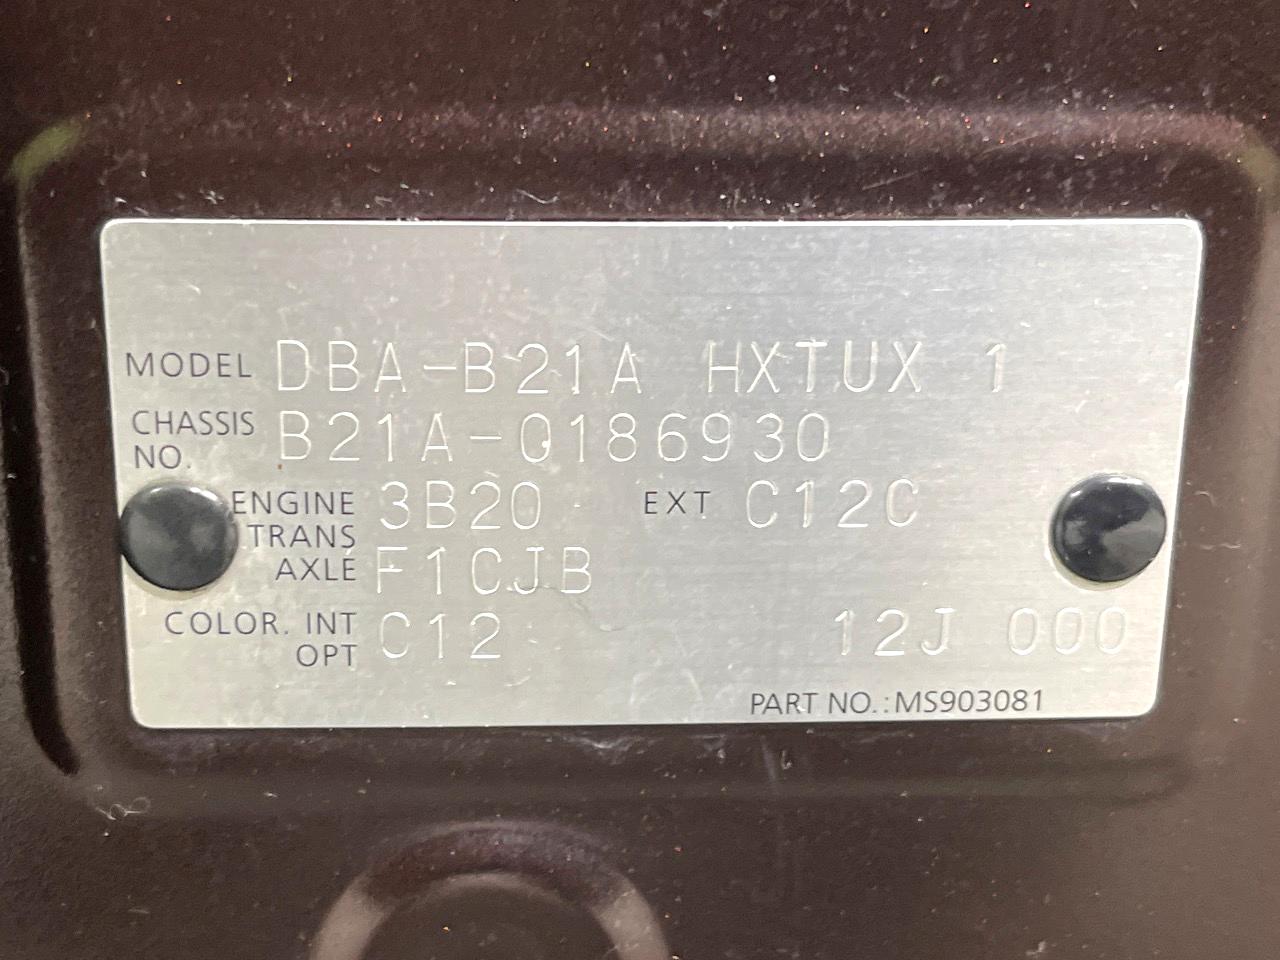 MODEL DBA-B21A HXTUX 1
CHASSIS NO. B21A-0186930
ENGINE 3B20 EXT C12C
TRANS AXLE F1CJB
COLOR. INT OPT C12 12J 000
PART NO.:MS903081